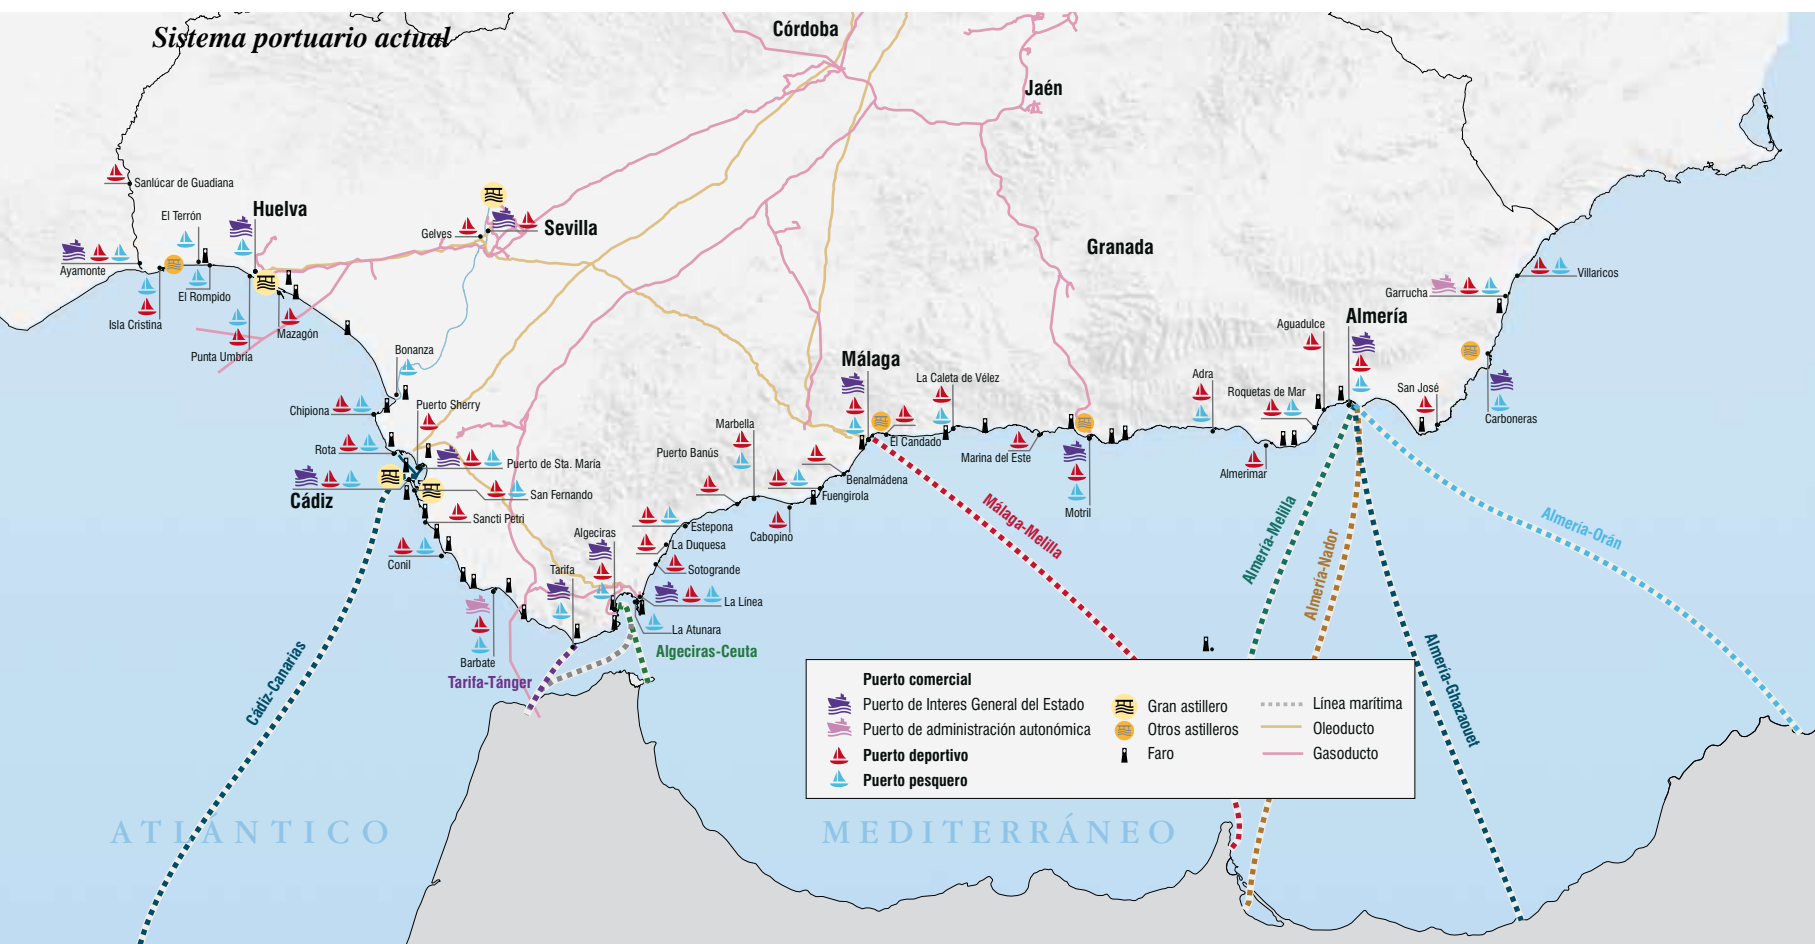 Sistema portuario actual
Córdoba
Jaén
Sanlúcar de Guadiana
El Terrón
Huelva
Gelves
Sevilla
Granada
Ayamonte
Villaricos
Garrucha
El Rompido
Isla Cristina
Mazagón
Punta Umbría
Aguadulce
Almería
Bonanza
Málaga
La Caleta de Vélez
Adra
Roquetas de Mar
San José
Carboneras
Chipiona
Puerto Sherry
Marbella
El Candado
Rota
Puerto Banús
Marina del Este
Puerto de Sta. María
Almerimar
Benalmádena
Cádiz
San Fernando
Fuengirola
Motril
Sancti Petri
Algeciras
Estepona
Cabopino
La Duquesa
Conil
Tarifa
Sotogrande
La Línea
La Atunara
Barbate
Algeciras-Ceuta
Tarifa-Tánger
Cádiz-Canarias
Málaga-Melilla
Almería-Melilla
Almería-Nador
Almería-Ghazaouet
Almería-Orán
Puerto comercial
Puerto de Interes General del Estado
Puerto de administración autonómica
Puerto deportivo
Puerto pesquero
Gran astillero
Otros astilleros
Faro
Línea marítima
Oleoducto
Gasoducto
ATLÁNTICO
MEDITERRÁNEO